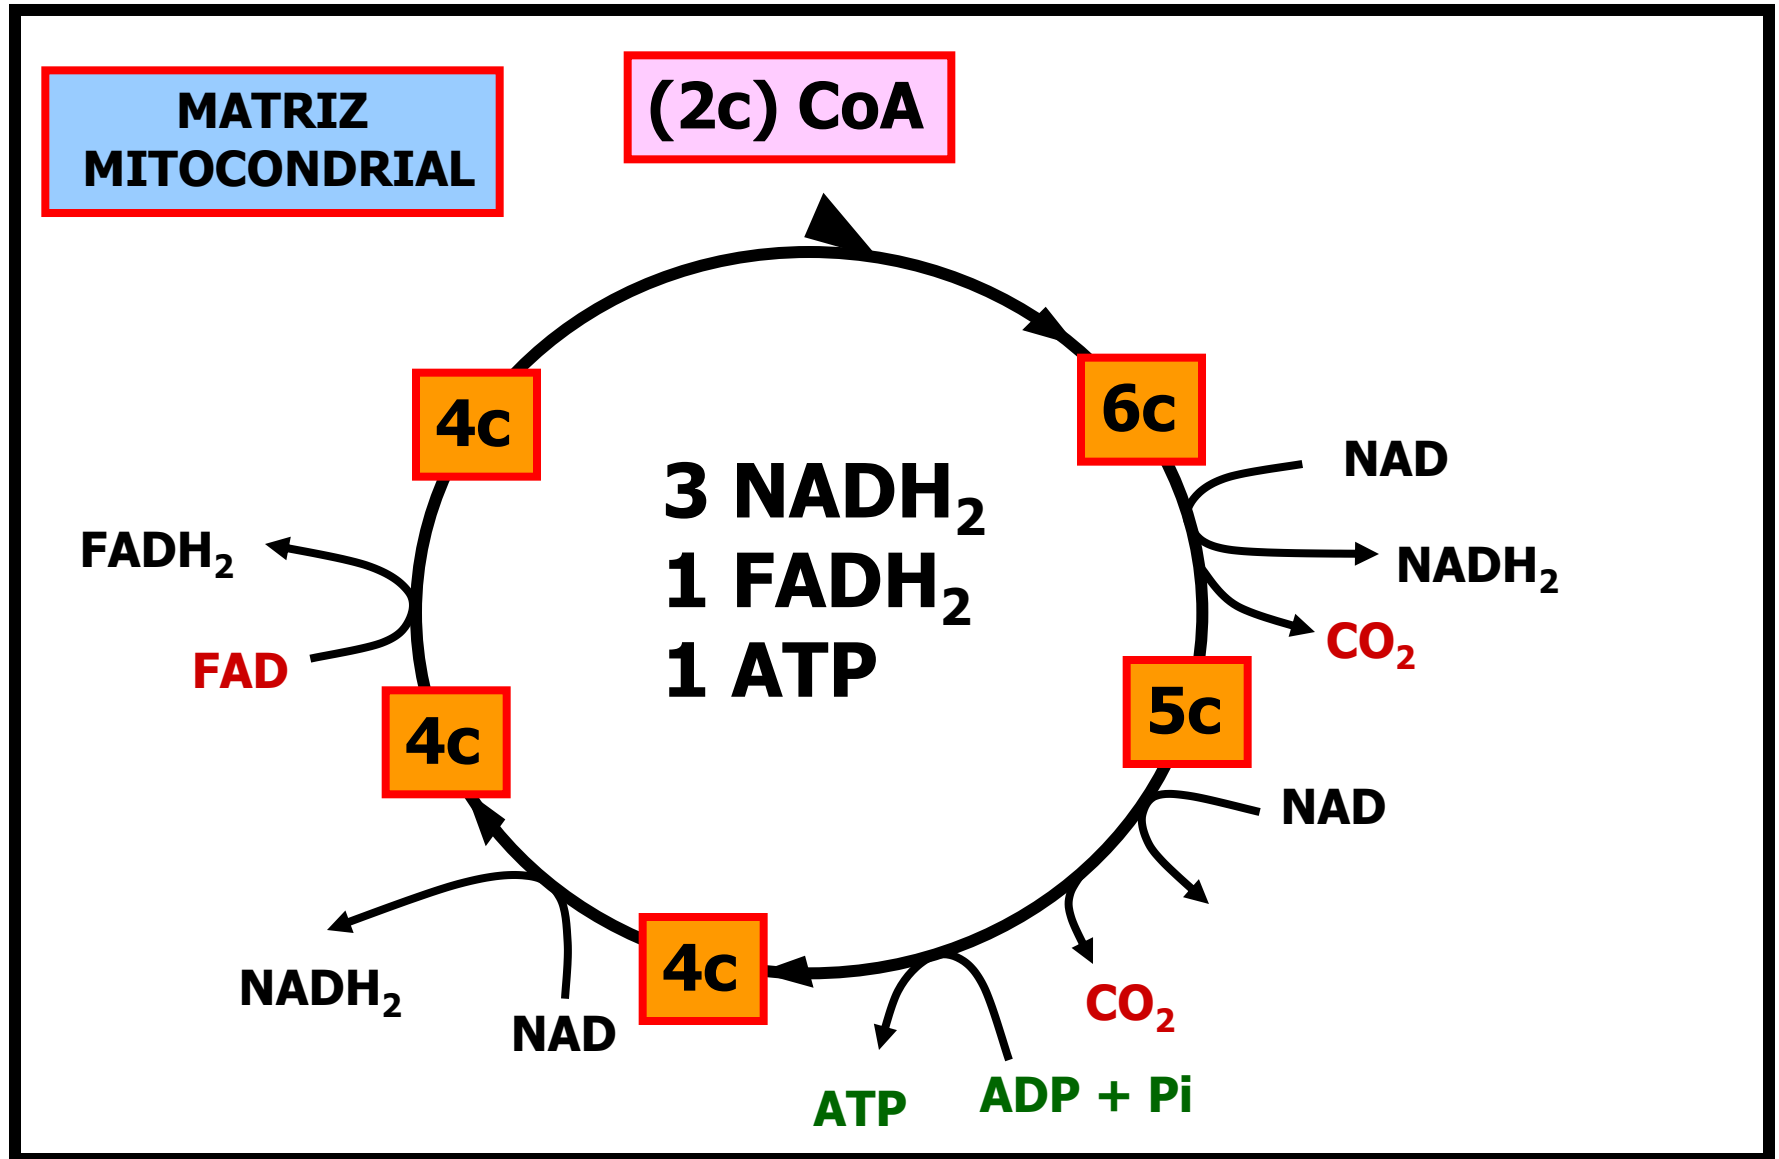 MATRIZ
MITOCONDRIAL
(2c) CoA
4c
6c
NAD
NADH₂
CO₂
5c
NAD
CO₂
ADP + Pi
ATP
4c
NAD
NADH₂
4c
FAD
FADH₂
3 NADH₂
1 FADH₂
1 ATP